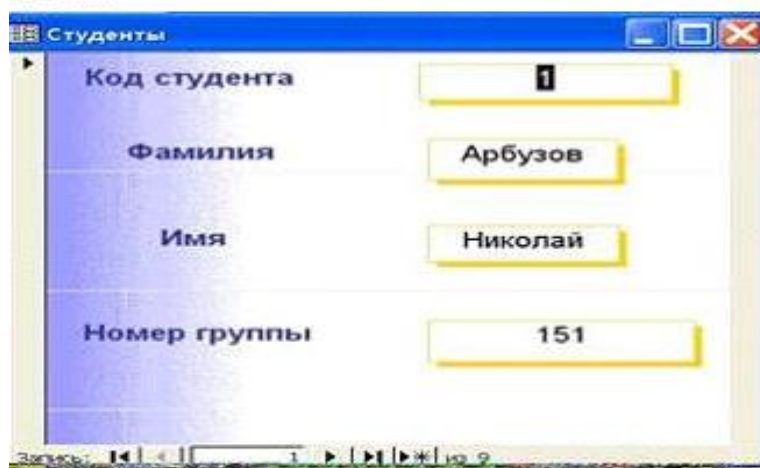 Студенты
Код студента 1
Фамилия Арбузов
Имя Николай
Номер группы 151
Запись: 1 из 9